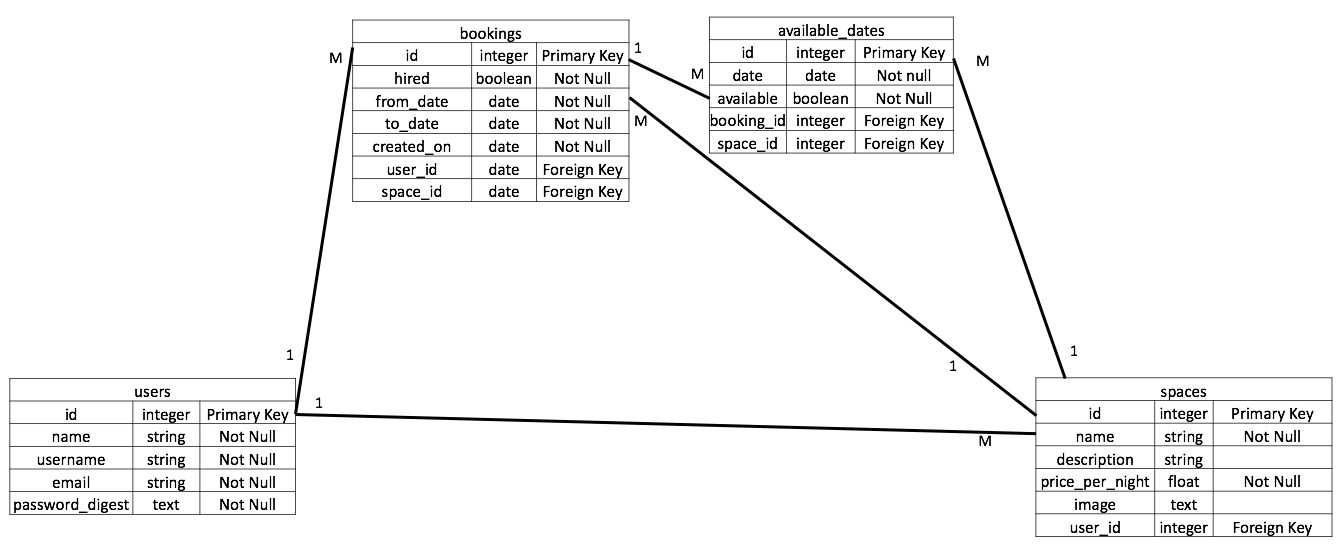 bookings
id integer Primary Key
hired boolean Not Null
from_date date Not Null
to_date date Not Null
created_on date Not Null
user_id date Foreign Key
space_id date Foreign Key
available_dates
id integer Primary Key
date date Not null
available boolean Not Null
booking_id integer Foreign Key
space_id integer Foreign Key
M
1
M
M
M
1
1
1
1
M
users
id integer Primary Key
name string Not Null
username string Not Null
email string Not Null
password_digest text Not Null
spaces
id integer Primary Key
name string Not Null
description string
price_per_night float Not Null
image text
user_id integer Foreign Key